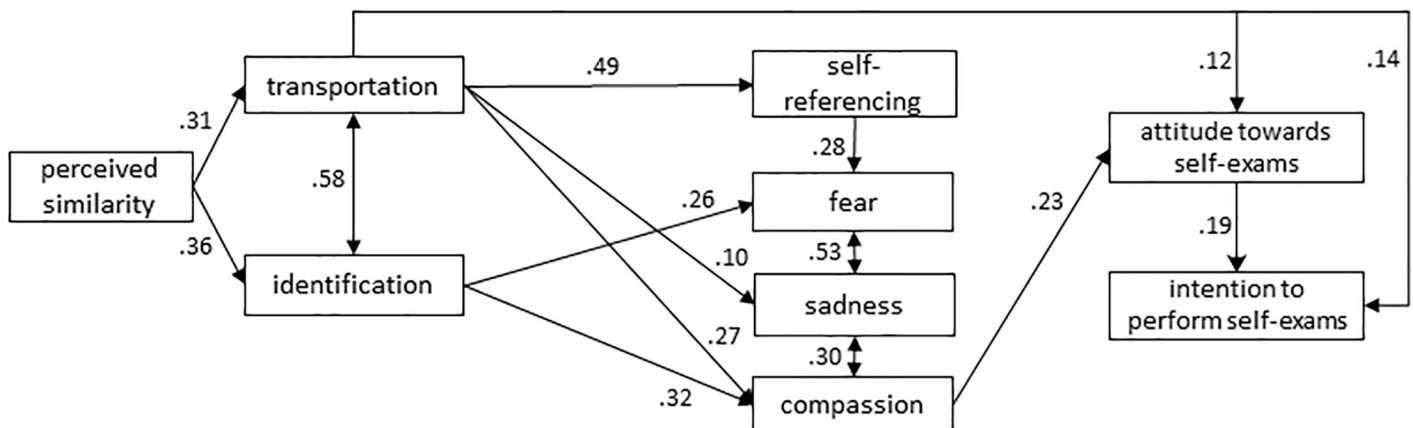 transportation
.49
self-
referencing
.12
.14
.31
perceived
similarity
.58
.28
attitude towards
self-exams
.36
.26
fear
.23
.10
.53
.19
identification
sadness
intention to
perform self-exams
.27
.30
.32
compassion